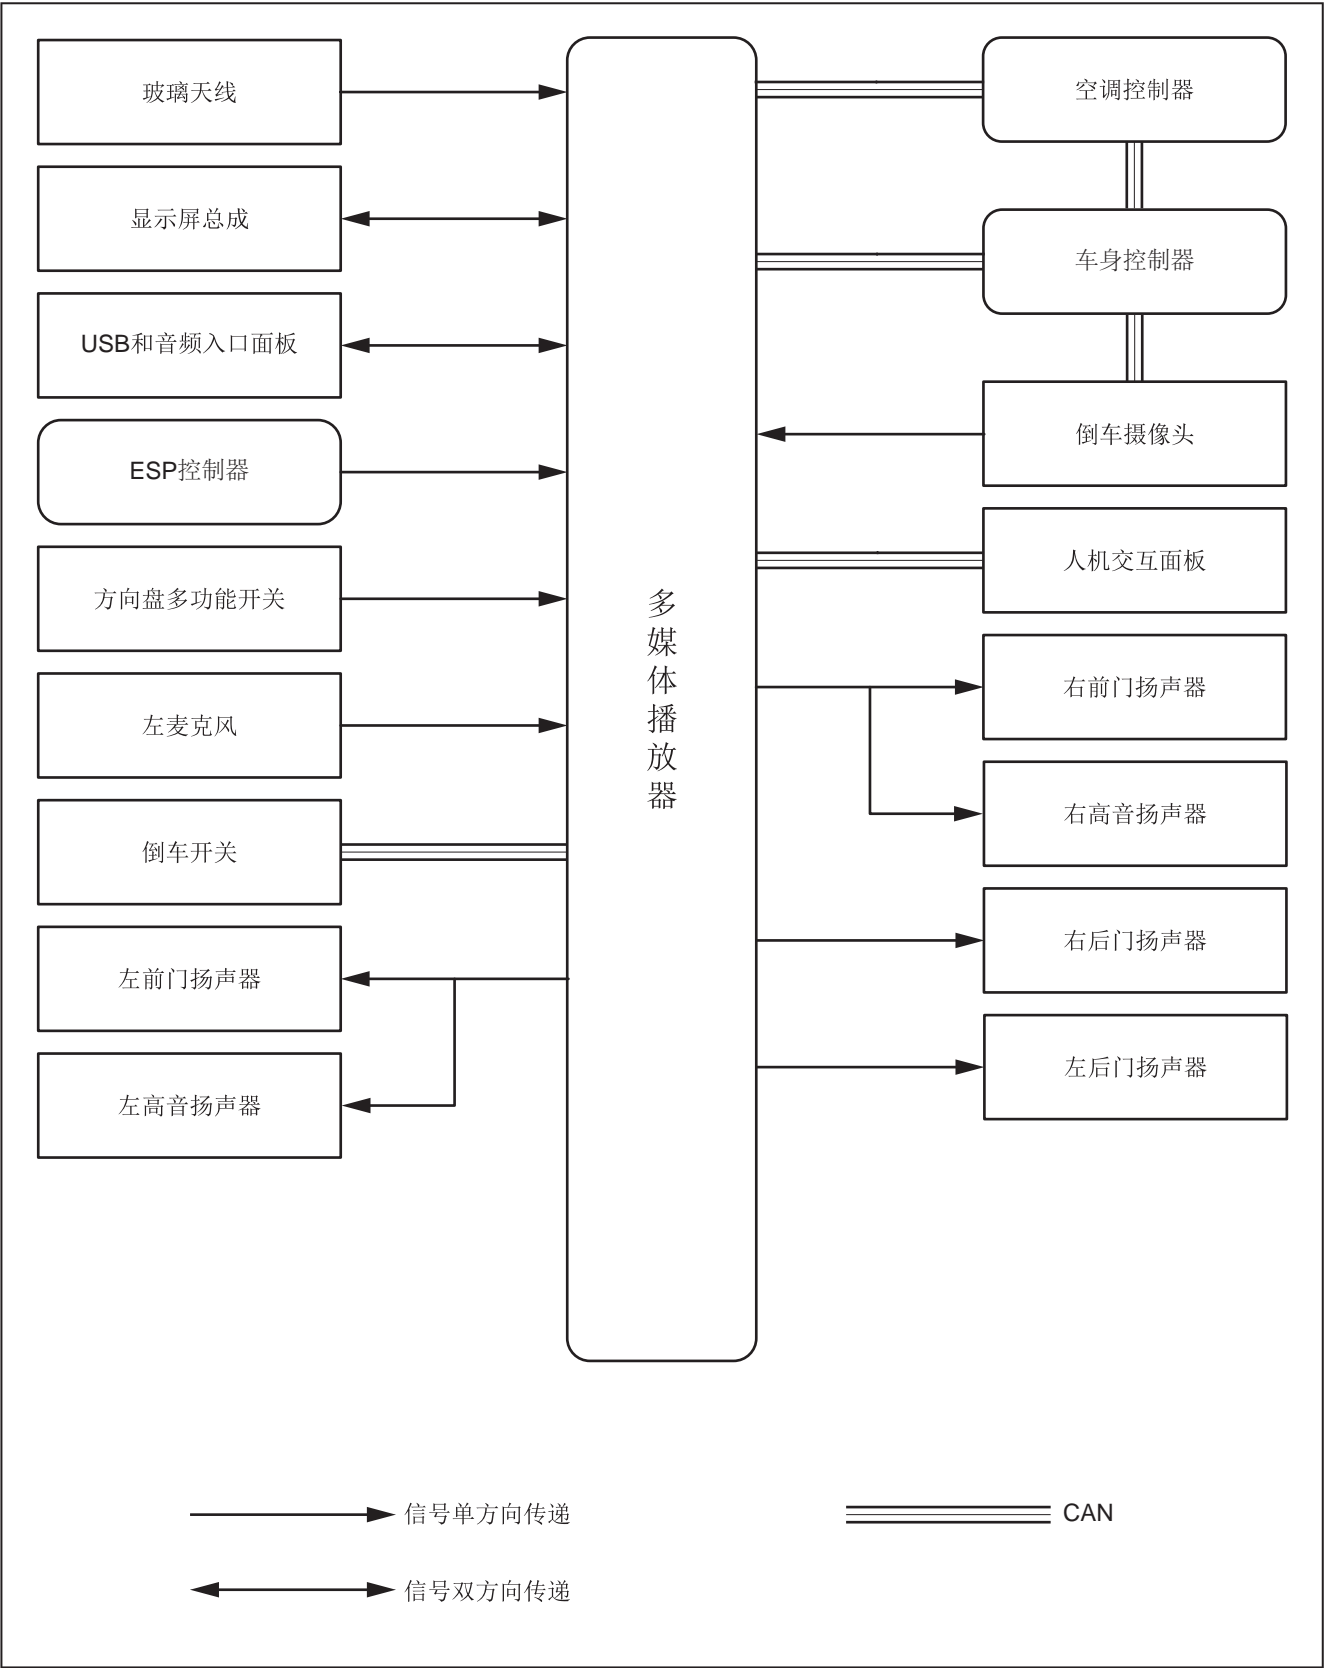 玻璃天线
显示屏总成
USB和音频入口面板
ESP控制器
方向盘多功能开关
左麦克风
倒车开关
左前门扬声器
左高音扬声器
多
媒
体
播
放
器
空调控制器
车身控制器
倒车摄像头
人机交互面板
右前门扬声器
右高音扬声器
右后门扬声器
左后门扬声器
信号单方向传递
CAN
信号双方向传递